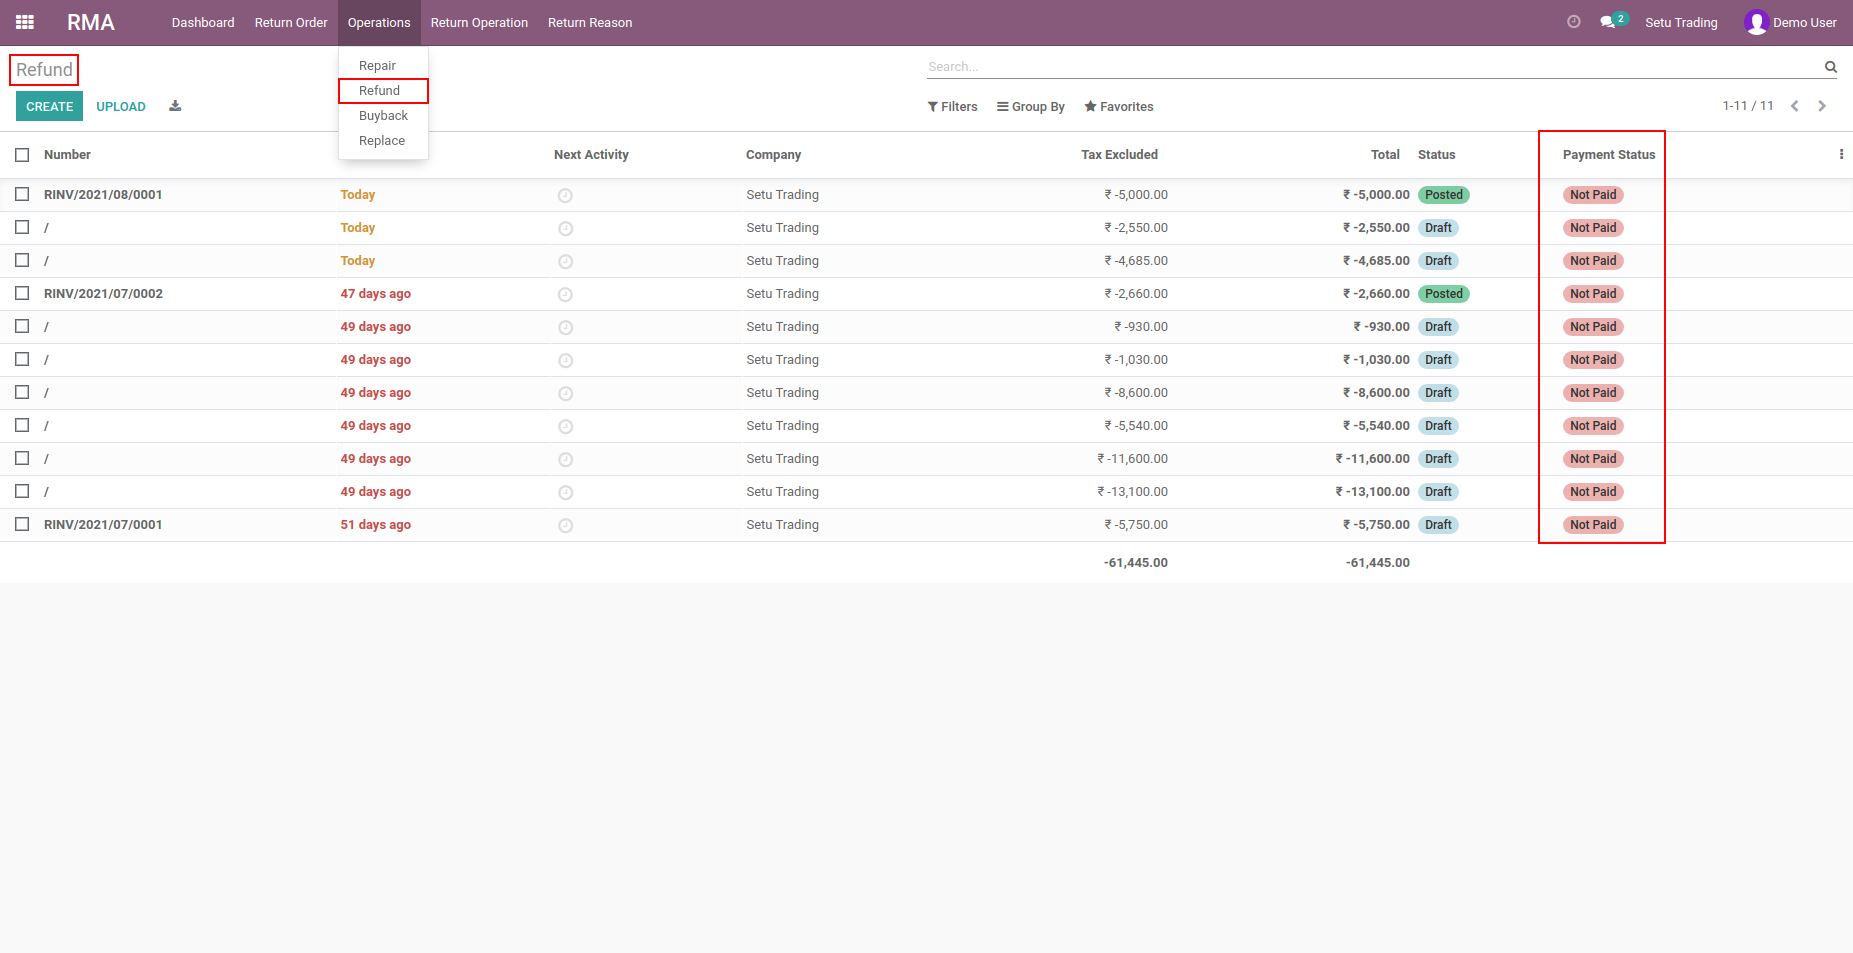 RMA Dashboard Return Order Operations Return Operation Return Reason 2 Setu Trading Demo User
Refund
Repair
Refund
Buyback
Replace
Search...
CREATE UPLOAD
Filters Group By Favorites 1-11 / 11
Number Next Activity Company Tax Excluded Total Status Payment Status
RINV/2021/08/0001 Today Setu Trading ₹ -5,000.00 ₹ -5,000.00 Posted Not Paid
/ Today Setu Trading ₹ -2,550.00 ₹ -2,550.00 Draft Not Paid
/ Today Setu Trading ₹ -4,685.00 ₹ -4,685.00 Draft Not Paid
RINV/2021/07/0002 47 days ago Setu Trading ₹ -2,660.00 ₹ -2,660.00 Posted Not Paid
/ 49 days ago Setu Trading ₹ -930.00 ₹ -930.00 Draft Not Paid
/ 49 days ago Setu Trading ₹ -1,030.00 ₹ -1,030.00 Draft Not Paid
/ 49 days ago Setu Trading ₹ -8,600.00 ₹ -8,600.00 Draft Not Paid
/ 49 days ago Setu Trading ₹ -5,540.00 ₹ -5,540.00 Draft Not Paid
/ 49 days ago Setu Trading ₹ -11,600.00 ₹ -11,600.00 Draft Not Paid
/ 49 days ago Setu Trading ₹ -13,100.00 ₹ -13,100.00 Draft Not Paid
RINV/2021/07/0001 51 days ago Setu Trading ₹ -5,750.00 ₹ -5,750.00 Draft Not Paid
-61,445.00 -61,445.00